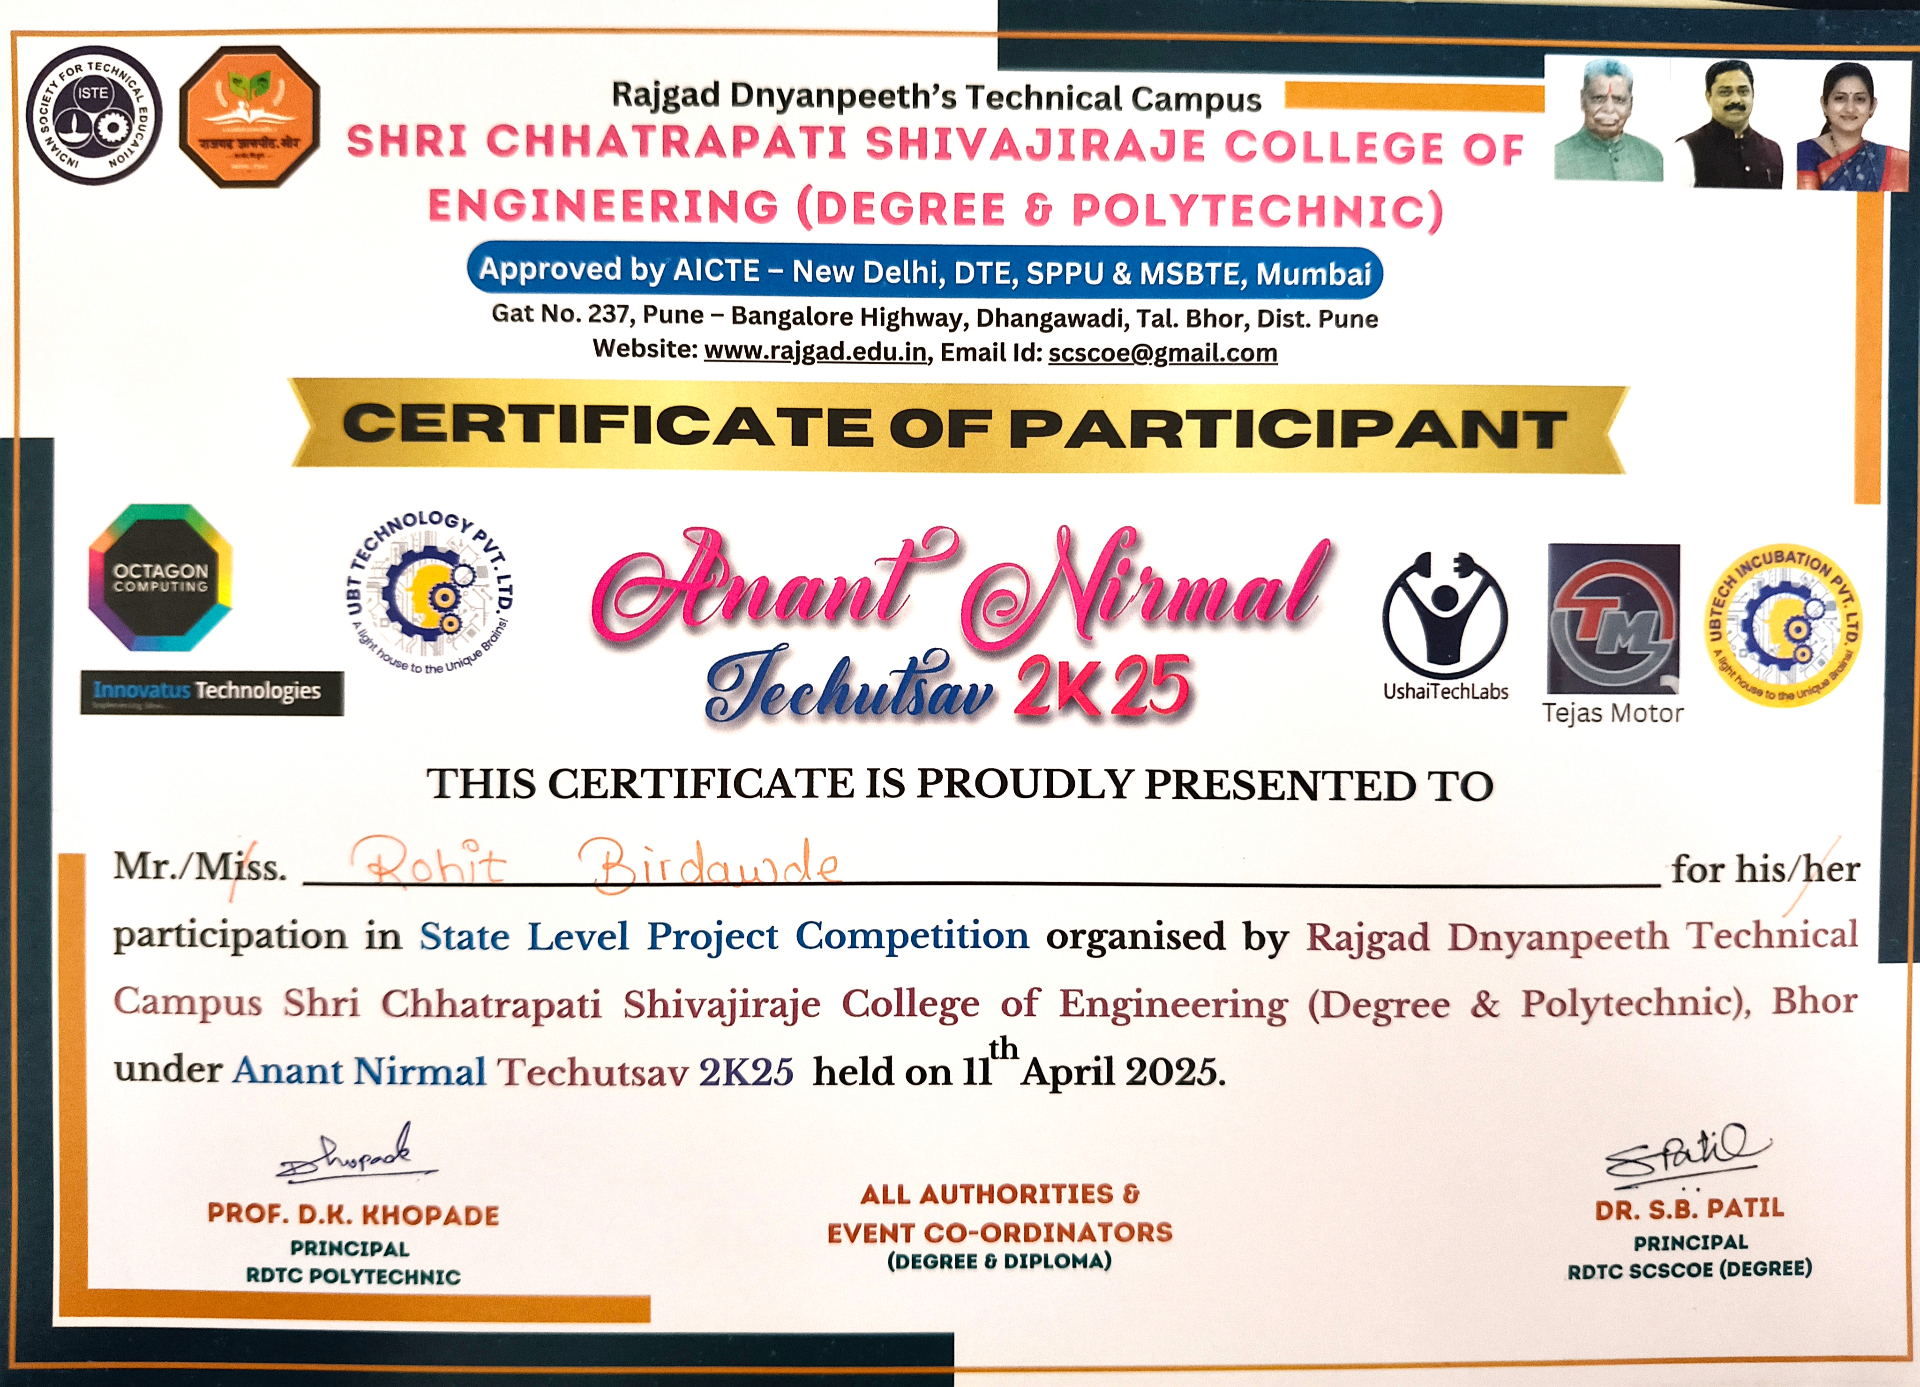 INDIAN SOCIETY FOR TECHNICAL EDUCATION
ISTE
राजगड ज्ञानपीठ, भोर
Rajgad Dnyanpeeth's Technical Campus
SHRI CHHATRAPATI SHIVAJIRAJE COLLEGE OF
ENGINEERING (DEGREE & POLYTECHNIC)
Approved by AICTE – New Delhi, DTE, SPPU & MSBTE, Mumbai
Gat No. 237, Pune – Bangalore Highway, Dhangawadi, Tal. Bhor, Dist. Pune
Website: www.rajgad.edu.in, Email Id: scscoe@gmail.com
CERTIFICATE OF PARTICIPANT
OCTAGON
COMPUTING
Innovatus Technologies
UBT TECHNOLOGY PVT. LTD.
A light house to the Unique Brains!
Anant Nirmal
Techutsav 2K25
UshaiTechLabs
TM
Tejas Motor
UBTECH INCUBATION PVT. LTD.
A light house to the Unique Brains!
THIS CERTIFICATE IS PROUDLY PRESENTED TO
Mr./Miss. Rohit Birdawde for his/her
participation in State Level Project Competition organised by Rajgad Dnyanpeeth Technical
Campus Shri Chhatrapati Shivajiraje College of Engineering (Degree & Polytechnic), Bhor
under Anant Nirmal Techutsav 2K25 held on 11th April 2025.
Dkhopade
SPatil
PROF. D.K. KHOPADE
PRINCIPAL
RDTC POLYTECHNIC
ALL AUTHORITIES &
EVENT CO-ORDINATORS
(DEGREE & DIPLOMA)
DR. S.B. PATIL
PRINCIPAL
RDTC SCSCOE (DEGREE)